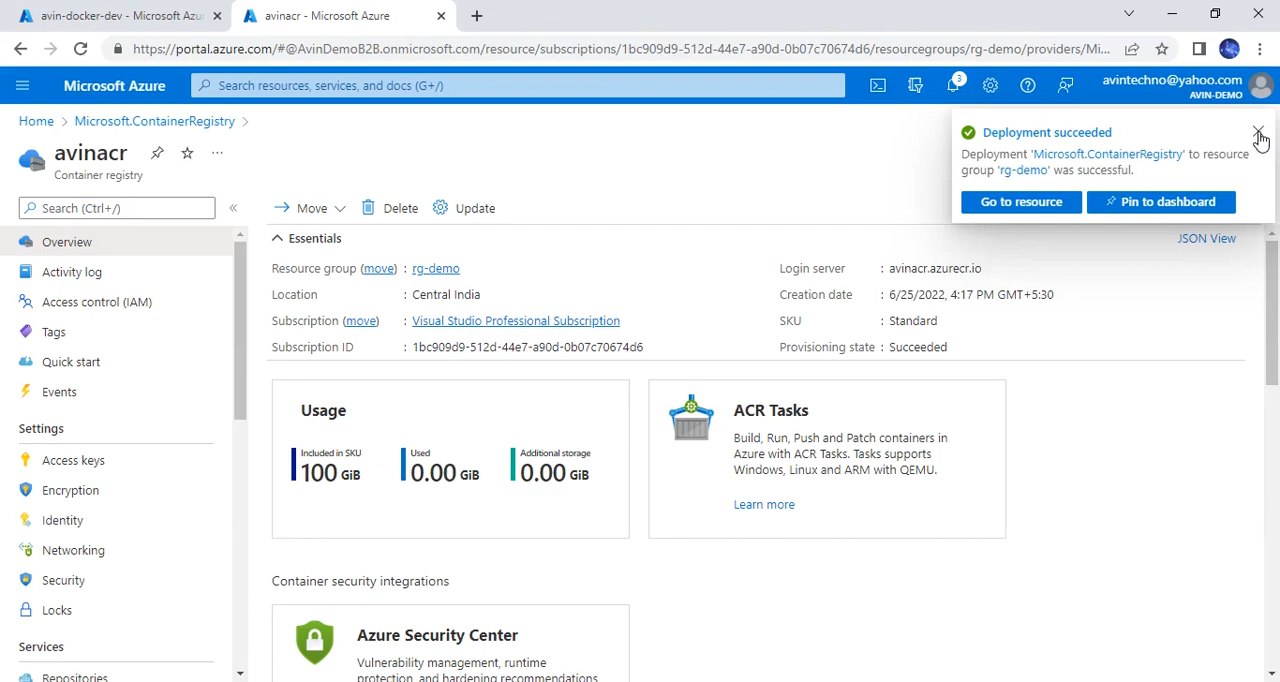 avin-docker-dev - Microsoft Azu
avinacr - Microsoft Azure
https://portal.azure.com/#@AvinDemoB2B.onmicrosoft.com/resource/subscriptions/1bc909d9-512d-44e7-a90d-0b07c70674d6/resourcegroups/rg-demo/providers/Mi...
Microsoft Azure
Search resources, services, and docs (G+/)
3
avintechno@yahoo.com
AVIN-DEMO
Home > Microsoft.ContainerRegistry >
avinacr
Container registry
Deployment succeeded
Deployment 'Microsoft.ContainerRegistry' to resource
group 'rg-demo' was successful.
Go to resource
Pin to dashboard
Search (Ctrl+/)
Move
Delete
Update
Overview
Activity log
Access control (IAM)
Tags
Quick start
Events
Settings
Access keys
Encryption
Identity
Networking
Security
Locks
Services
Repositories
Essentials
JSON View
Resource group (move) : rg-demo
Location : Central India
Subscription (move) : Visual Studio Professional Subscription
Subscription ID : 1bc909d9-512d-44e7-a90d-0b07c70674d6
Login server : avinacr.azurecr.io
Creation date : 6/25/2022, 4:17 PM GMT+5:30
SKU : Standard
Provisioning state : Succeeded
Usage
Included in SKU
100 GiB
Used
0.00 GiB
Additional storage
0.00 GiB
ACR Tasks
Build, Run, Push and Patch containers in
Azure with ACR Tasks. Tasks supports
Windows, Linux and ARM with QEMU.
Learn more
Container security integrations
Azure Security Center
Vulnerability management, runtime
protection, and hardening recommendations